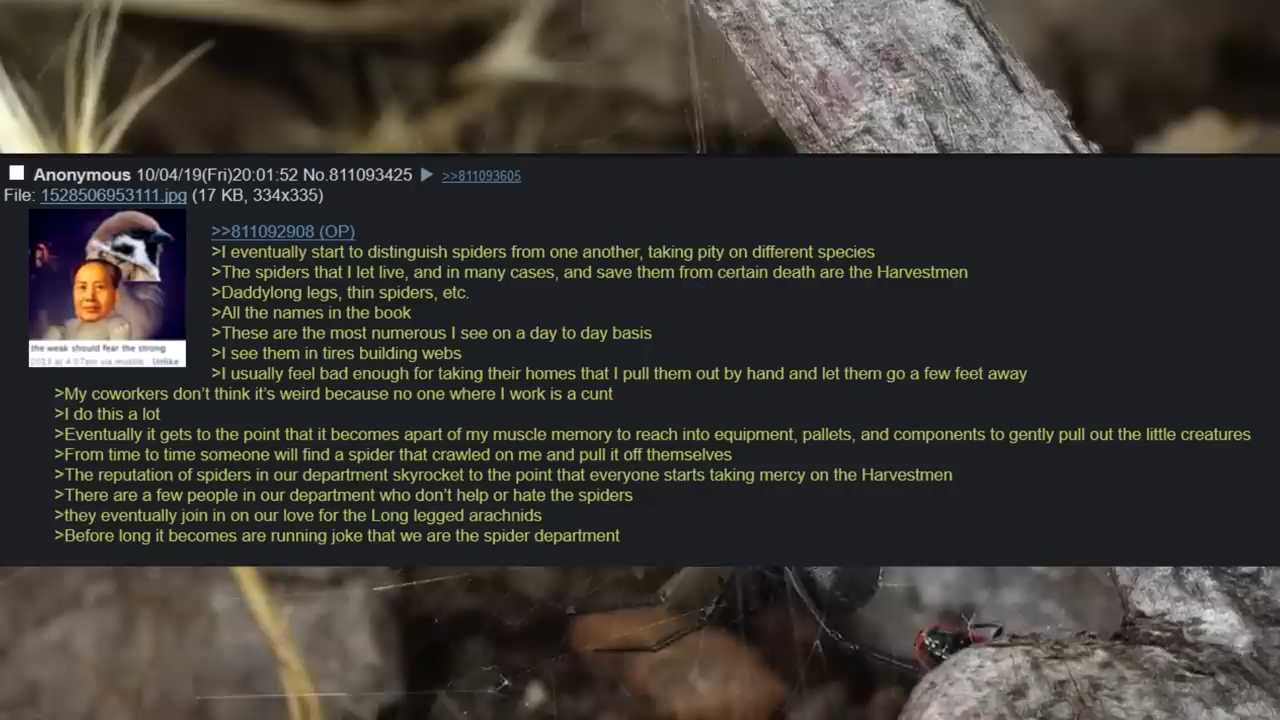 Anonymous 10/04/19(Fri)20:01:52 No.811093425 ▶ >>811093605
File: 1528506953111.jpg (17 KB, 334x335)
the weak should fear the strong
Unlike
>>811092908 (OP)
>I eventually start to distinguish spiders from one another, taking pity on different species
>The spiders that I let live, and in many cases, and save them from certain death are the Harvestmen
>Daddylong legs, thin spiders, etc.
>All the names in the book
>These are the most numerous I see on a day to day basis
>I see them in tires building webs
>I usually feel bad enough for taking their homes that I pull them out by hand and let them go a few feet away
>My coworkers don’t think it’s weird because no one where I work is a cunt
>I do this a lot
>Eventually it gets to the point that it becomes apart of my muscle memory to reach into equipment, pallets, and components to gently pull out the little creatures
>From time to time someone will find a spider that crawled on me and pull it off themselves
>The reputation of spiders in our department skyrocket to the point that everyone starts taking mercy on the Harvestmen
>There are a few people in our department who don’t help or hate the spiders
>they eventually join in on our love for the Long legged arachnids
>Before long it becomes are running joke that we are the spider department